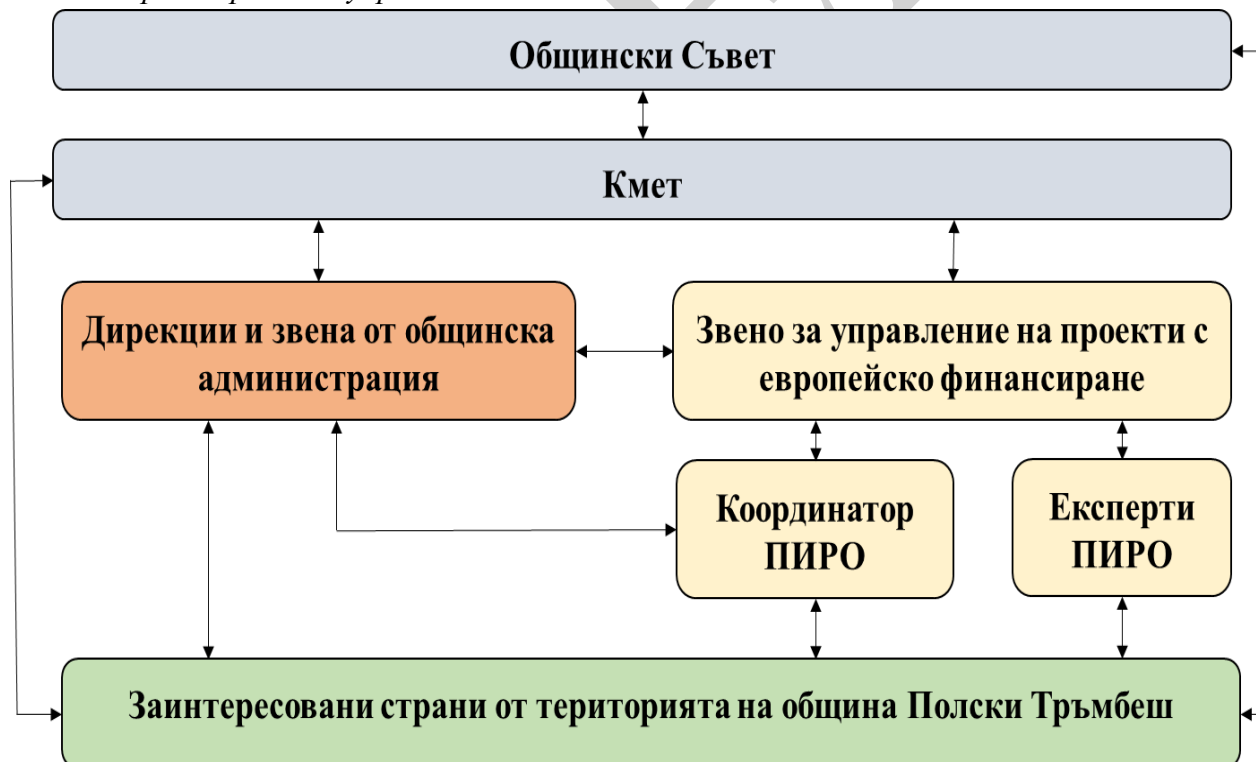 Общински Съвет
Кмет
Дирекции и звена от общинска
администрация
Звено за управление на проекти с
европейско финансиране
Координатор
ПИРО
Експерти
ПИРО
Заинтересовани страни от територията на община Полски Тръмбеш